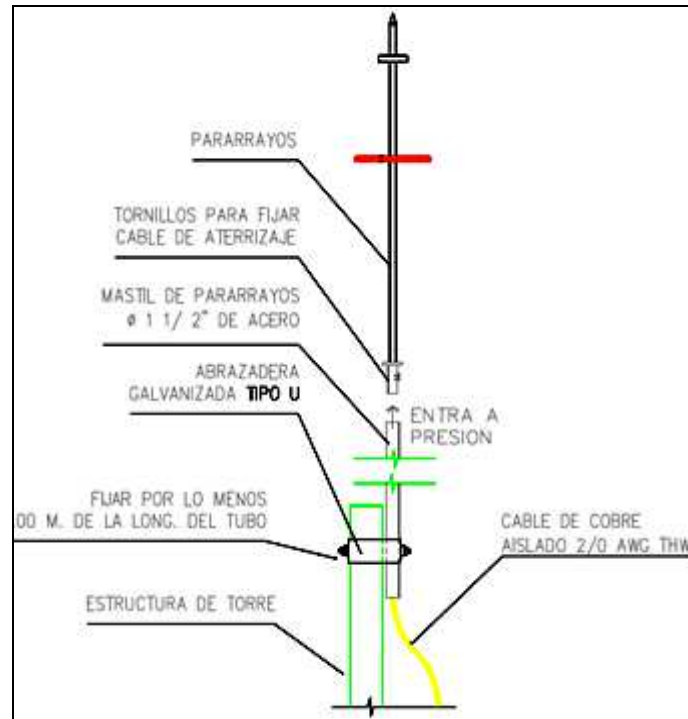 PARARRAYOS
TORNILLOS PARA FIJAR
CABLE DE ATERRIZAJE
MASTIL DE PARARRAYOS
ø 1 1/ 2" DE ACERO
ABRAZADERA
GALVANIZADA TIPO U
ENTRA A
PRESION
FIJAR POR LO MENOS
.00 M. DE LA LONG. DEL TUBO
CABLE DE COBRE
AISLADO 2/0 AWG THW
ESTRUCTURA DE TORRE